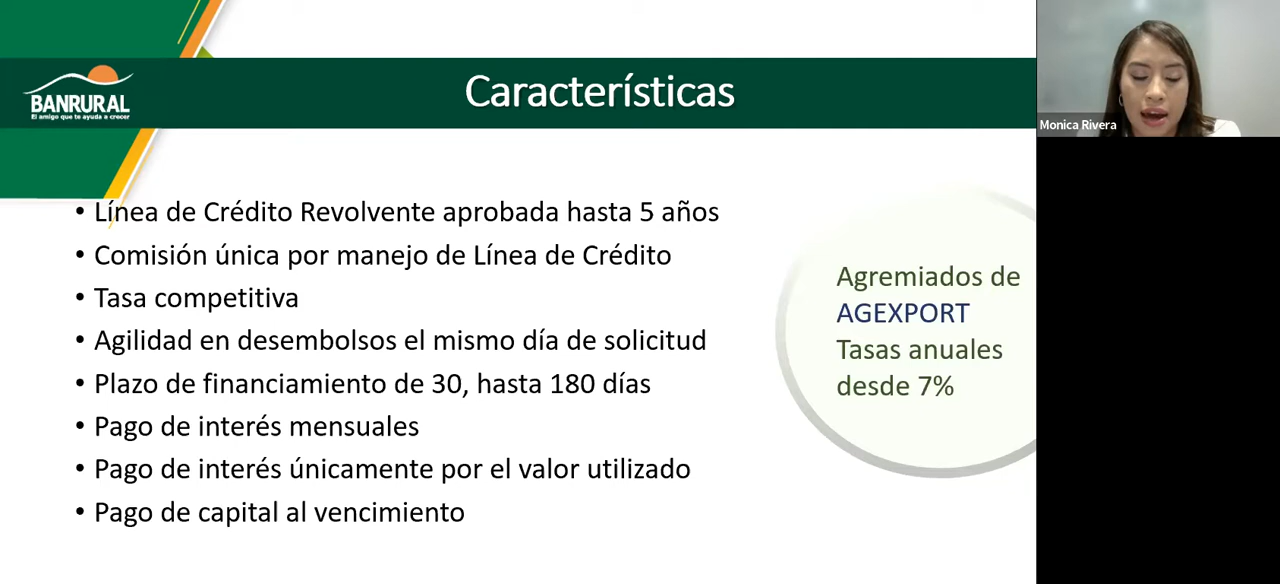 BANRURAL
El amigo que te ayuda a crecer
Características
Monica Rivera
• Línea de Crédito Revolvente aprobada hasta 5 años
• Comisión única por manejo de Línea de Crédito
• Tasa competitiva
• Agilidad en desembolsos el mismo día de solicitud
• Plazo de financiamiento de 30, hasta 180 días
• Pago de interés mensuales
• Pago de interés únicamente por el valor utilizado
• Pago de capital al vencimiento
Agremiados de
AGEXPORT
Tasas anuales
desde 7%